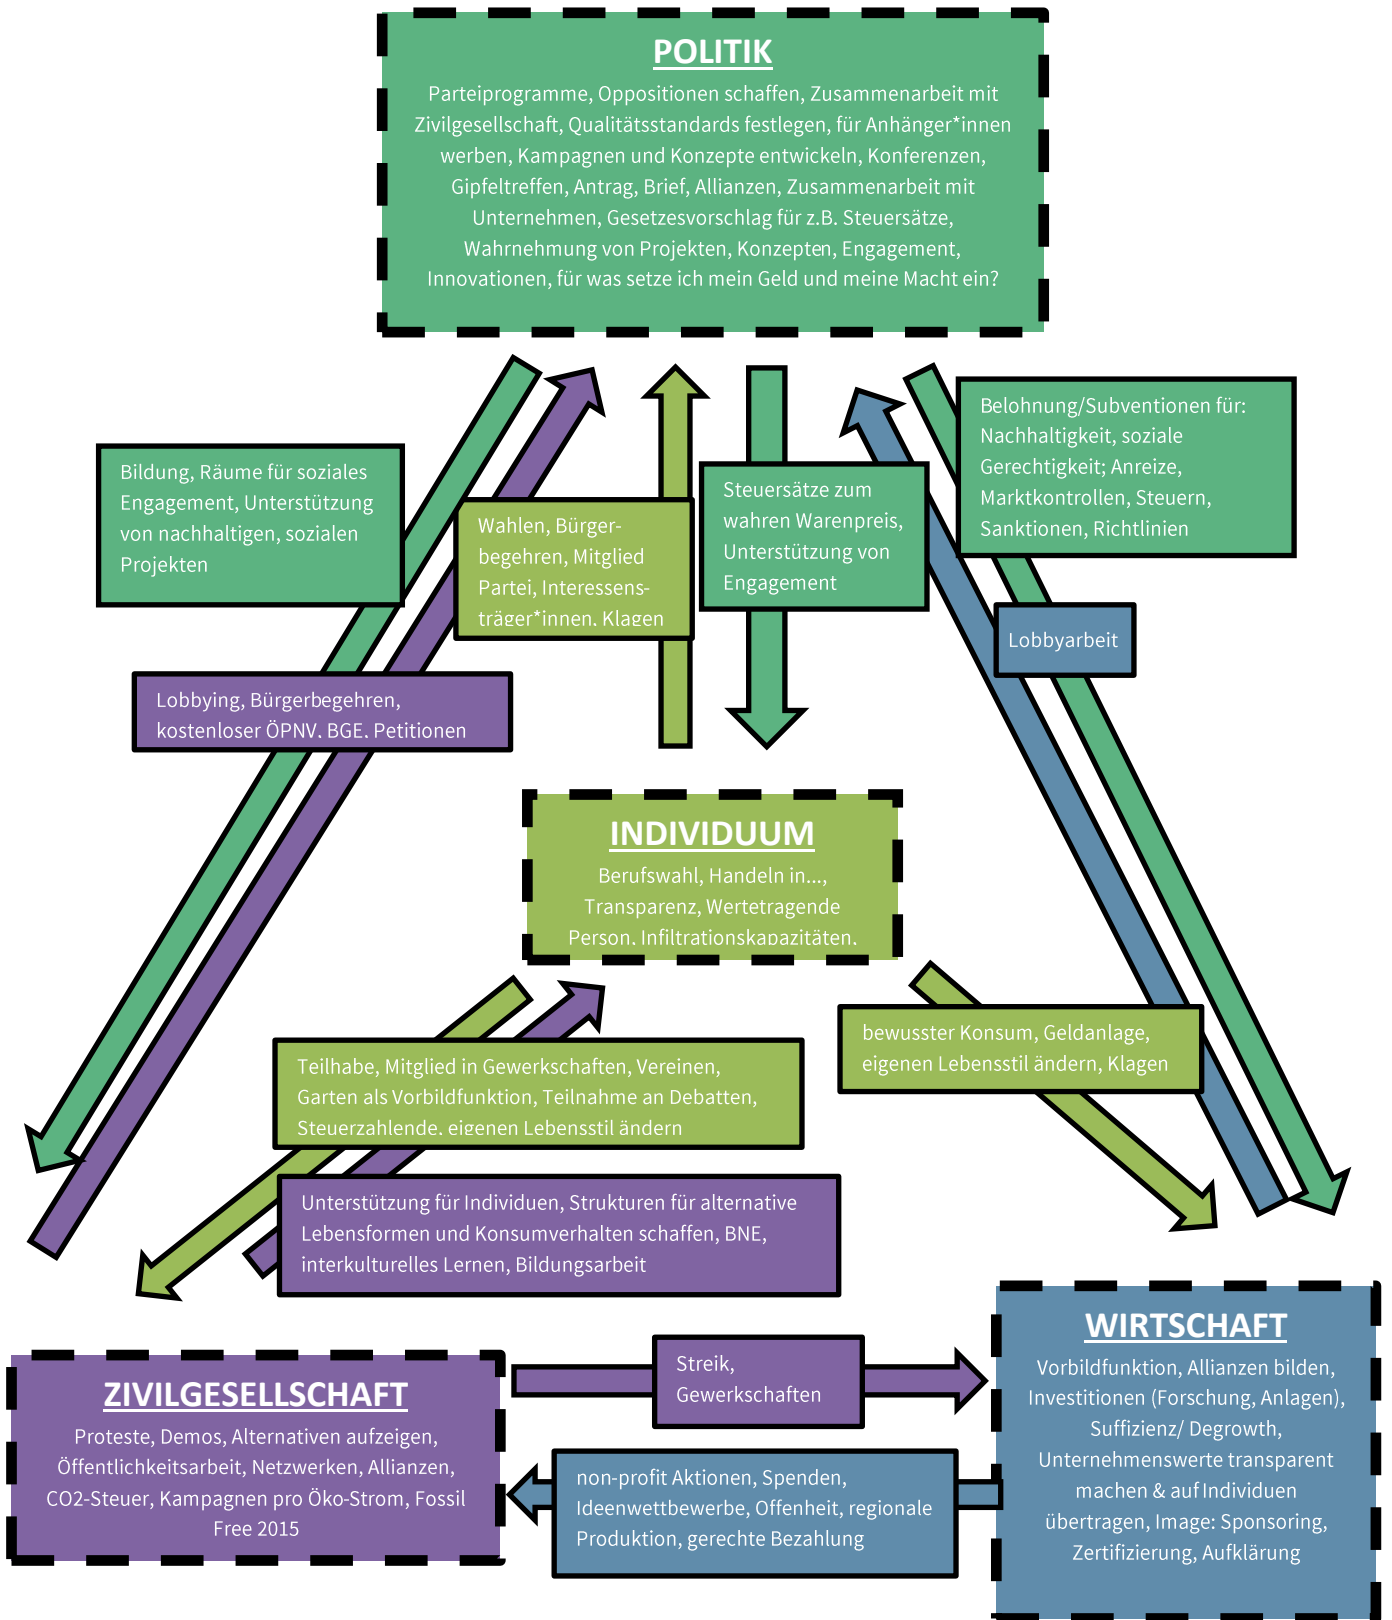 POLITIK
Parteiprogramme, Oppositionen schaffen, Zusammenarbeit mit
Zivilgesellschaft, Qualitätsstandards festlegen, für Anhänger*innen
werben, Kampagnen und Konzepte entwickeln, Konferenzen,
Gipfeltreffen, Antrag, Brief, Allianzen, Zusammenarbeit mit
Unternehmen, Gesetzesvorschlag für z.B. Steuersätze,
Wahrnehmung von Projekten, Konzepten, Engagement,
Innovationen, für was setze ich mein Geld und meine Macht ein?
Belohnung/Subventionen für:
Nachhaltigkeit, soziale
Gerechtigkeit; Anreize,
Marktkontrollen, Steuern,
Sanktionen, Richtlinien
Bildung, Räume für soziales
Engagement, Unterstützung
von nachhaltigen, sozialen
Projekten
Wahlen, Bürger-
begehren, Mitglied
Partei, Interessens-
träger*innen, Klagen
Steuersätze zum
wahren Warenpreis,
Unterstützung von
Engagement
Lobbyarbeit
Lobbying, Bürgerbegehren,
kostenloser ÖPNV, BGE, Petitionen
INDIVIDUUM
Berufswahl, Handeln in...,
Transparenz, Wertetragende
Person, Infiltrationskapazitäten,
bewusster Konsum, Geldanlage,
eigenen Lebensstil ändern, Klagen
Teilhabe, Mitglied in Gewerkschaften, Vereinen,
Garten als Vorbildfunktion, Teilnahme an Debatten,
Steuerzahlende, eigenen Lebensstil ändern
Unterstützung für Individuen, Strukturen für alternative
Lebensformen und Konsumverhalten schaffen, BNE,
interkulturelles Lernen, Bildungsarbeit
ZIVILGESELLSCHAFT
Proteste, Demos, Alternativen aufzeigen,
Öffentlichkeitsarbeit, Netzwerken, Allianzen,
CO2-Steuer, Kampagnen pro Öko-Strom, Fossil
Free 2015
Streik,
Gewerkschaften
non-profit Aktionen, Spenden,
Ideenwettbewerbe, Offenheit, regionale
Produktion, gerechte Bezahlung
WIRTSCHAFT
Vorbildfunktion, Allianzen bilden,
Investitionen (Forschung, Anlagen),
Suffizienz/ Degrowth,
Unternehmenswerte transparent
machen & auf Individuen
übertragen, Image: Sponsoring,
Zertifizierung, Aufklärung